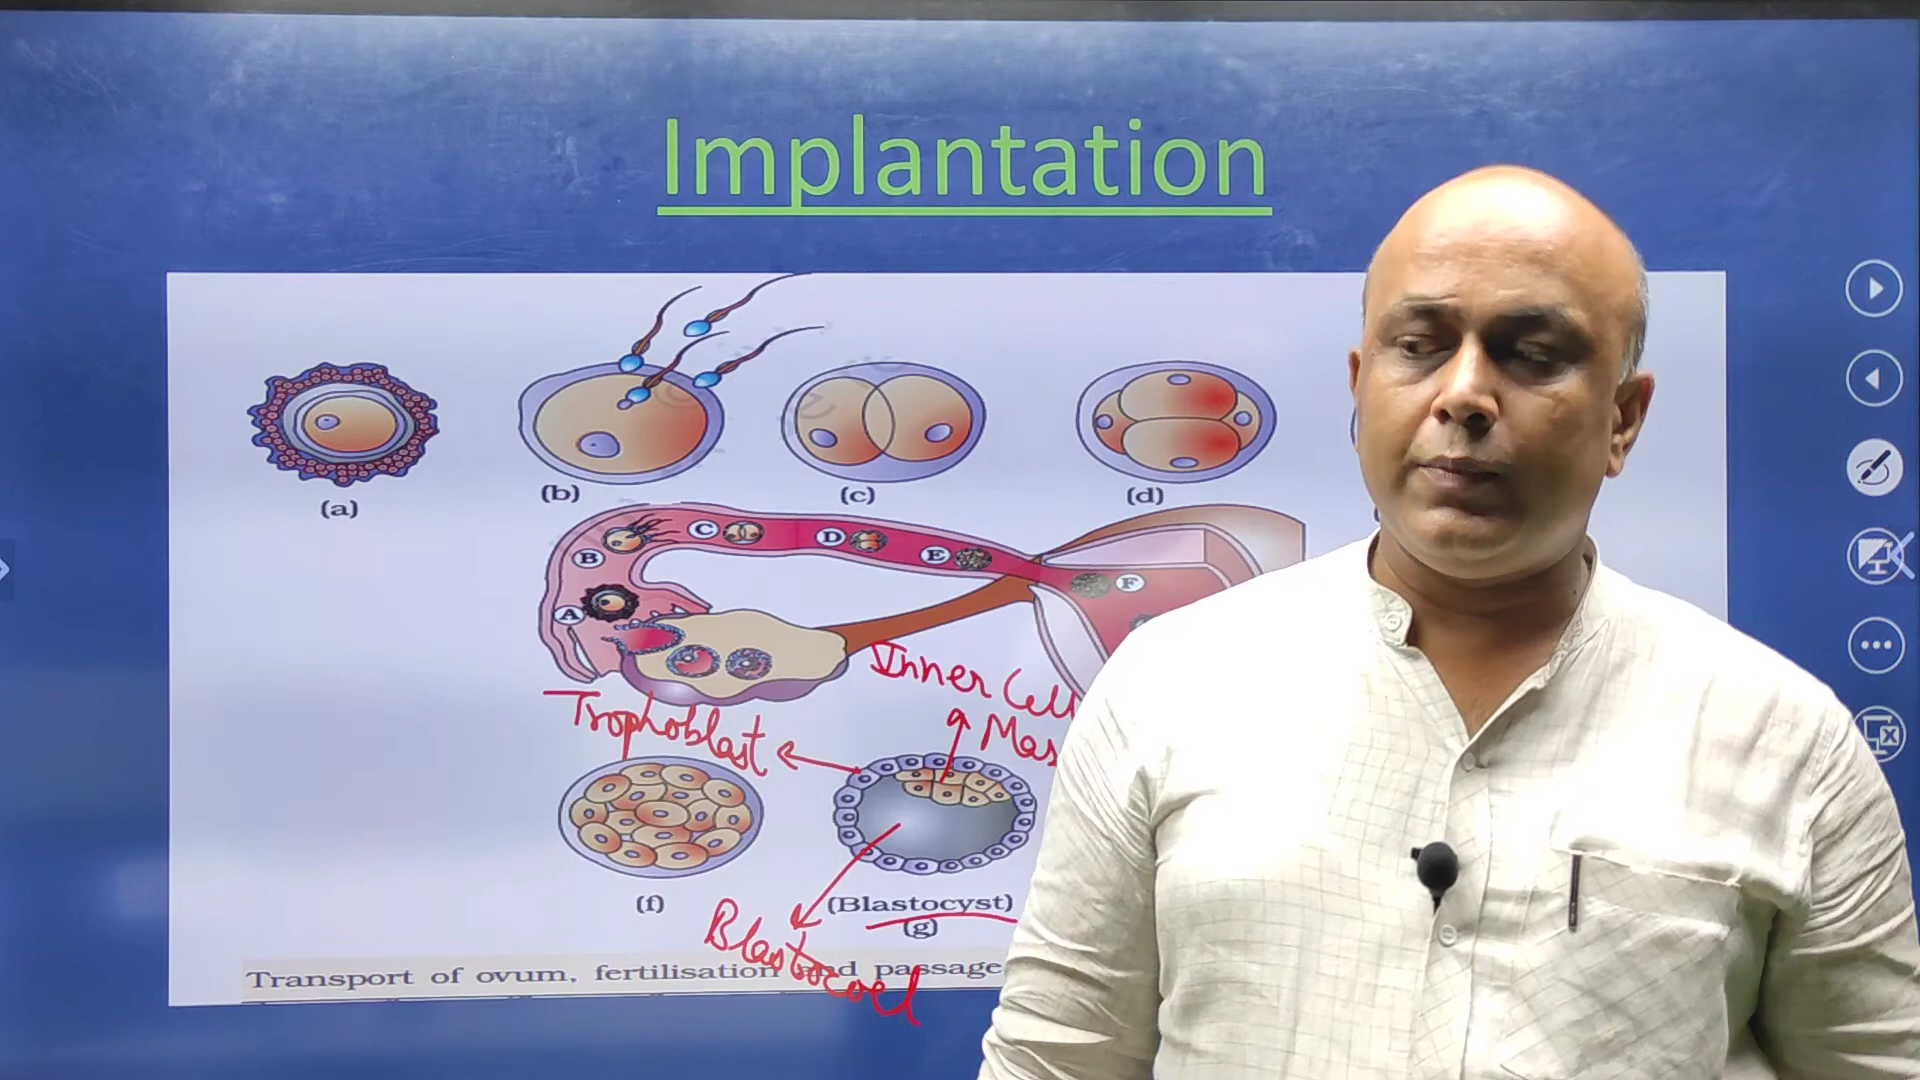 Implantation
(a)
(b)
(c)
(d)
B
C
D
E
F
A
Inner Cell
Mas
Trophoblast
(f)
(Blastocyst)
(g)
Blastocoel
Transport of ovum, fertilisation and passage